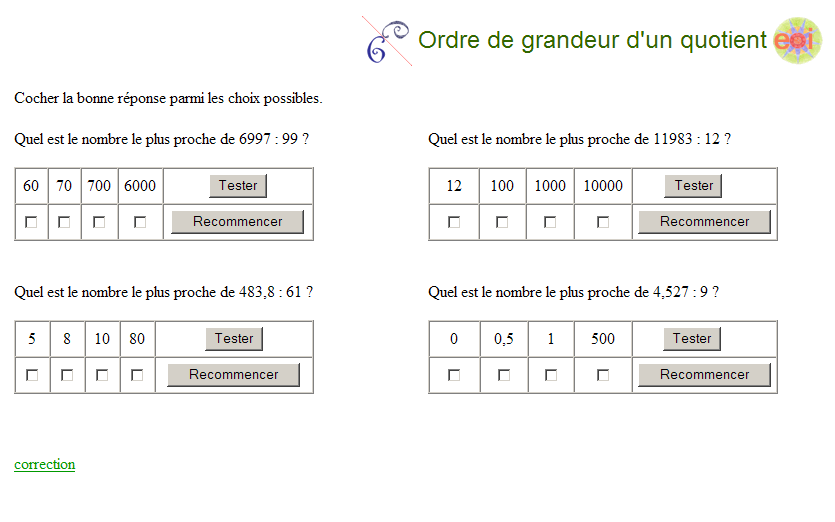 6e Ordre de grandeur d'un quotient eoi
Cocher la bonne réponse parmi les choix possibles.
Quel est le nombre le plus proche de 6997 : 99 ?
60 70 700 6000 Tester
Recommencer
Quel est le nombre le plus proche de 11983 : 12 ?
12 100 1000 10000 Tester
Recommencer
Quel est le nombre le plus proche de 483,8 : 61 ?
5 8 10 80 Tester
Recommencer
Quel est le nombre le plus proche de 4,527 : 9 ?
0 0,5 1 500 Tester
Recommencer
correction